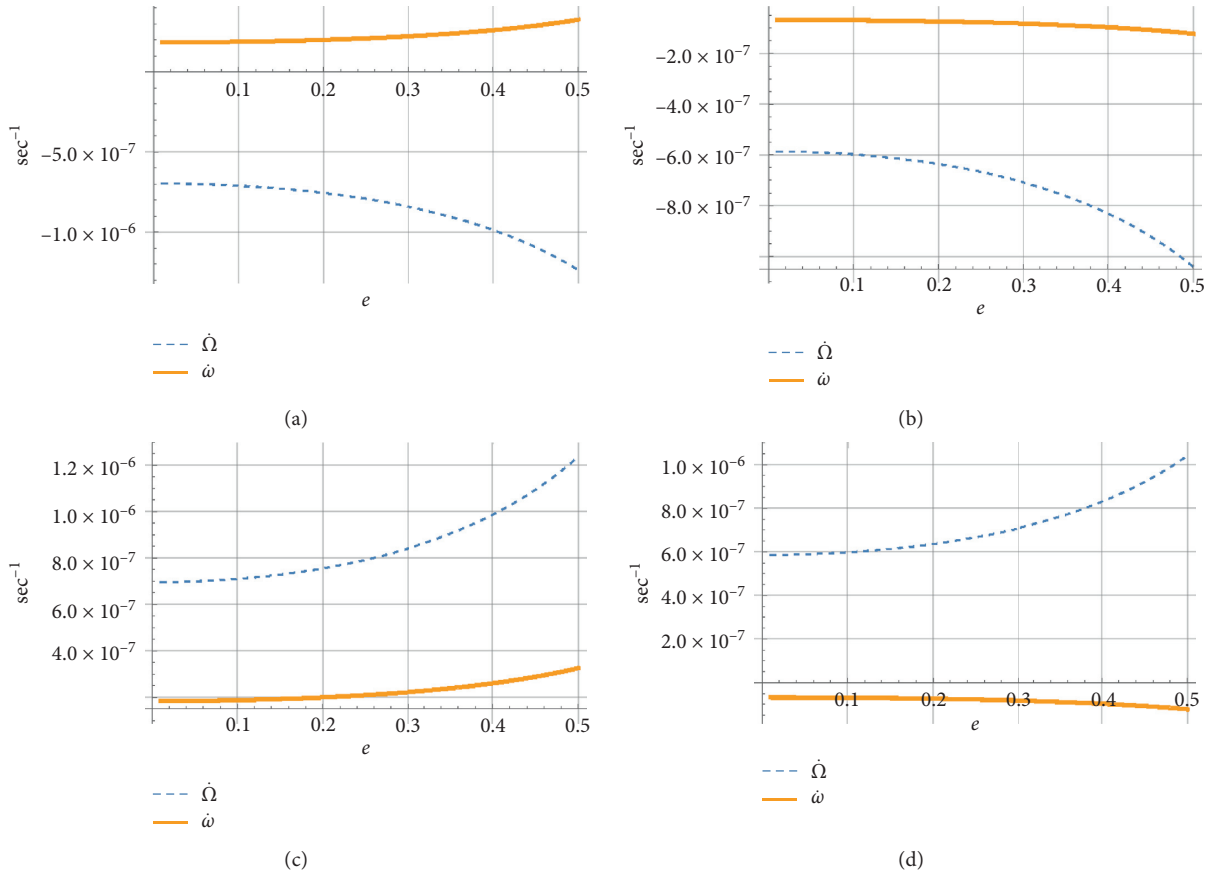 0.1 0.2 0.3 0.4 0.5
−5.0 × 10⁻⁷
−1.0 × 10⁻⁶
sec⁻¹
e
Ω̇
ω̇
(a)
−2.0 × 10⁻⁷
−4.0 × 10⁻⁷
−6.0 × 10⁻⁷
−8.0 × 10⁻⁷
sec⁻¹
0.1 0.2 0.3 0.4 0.5
e
Ω̇
ω̇
(b)
1.2 × 10⁻⁶
1.0 × 10⁻⁶
8.0 × 10⁻⁷
6.0 × 10⁻⁷
4.0 × 10⁻⁷
sec⁻¹
0.1 0.2 0.3 0.4 0.5
e
Ω̇
ω̇
(c)
1.0 × 10⁻⁶
8.0 × 10⁻⁷
6.0 × 10⁻⁷
4.0 × 10⁻⁷
2.0 × 10⁻⁷
sec⁻¹
0.1 0.2 0.3 0.4 0.5
e
Ω̇
ω̇
(d)